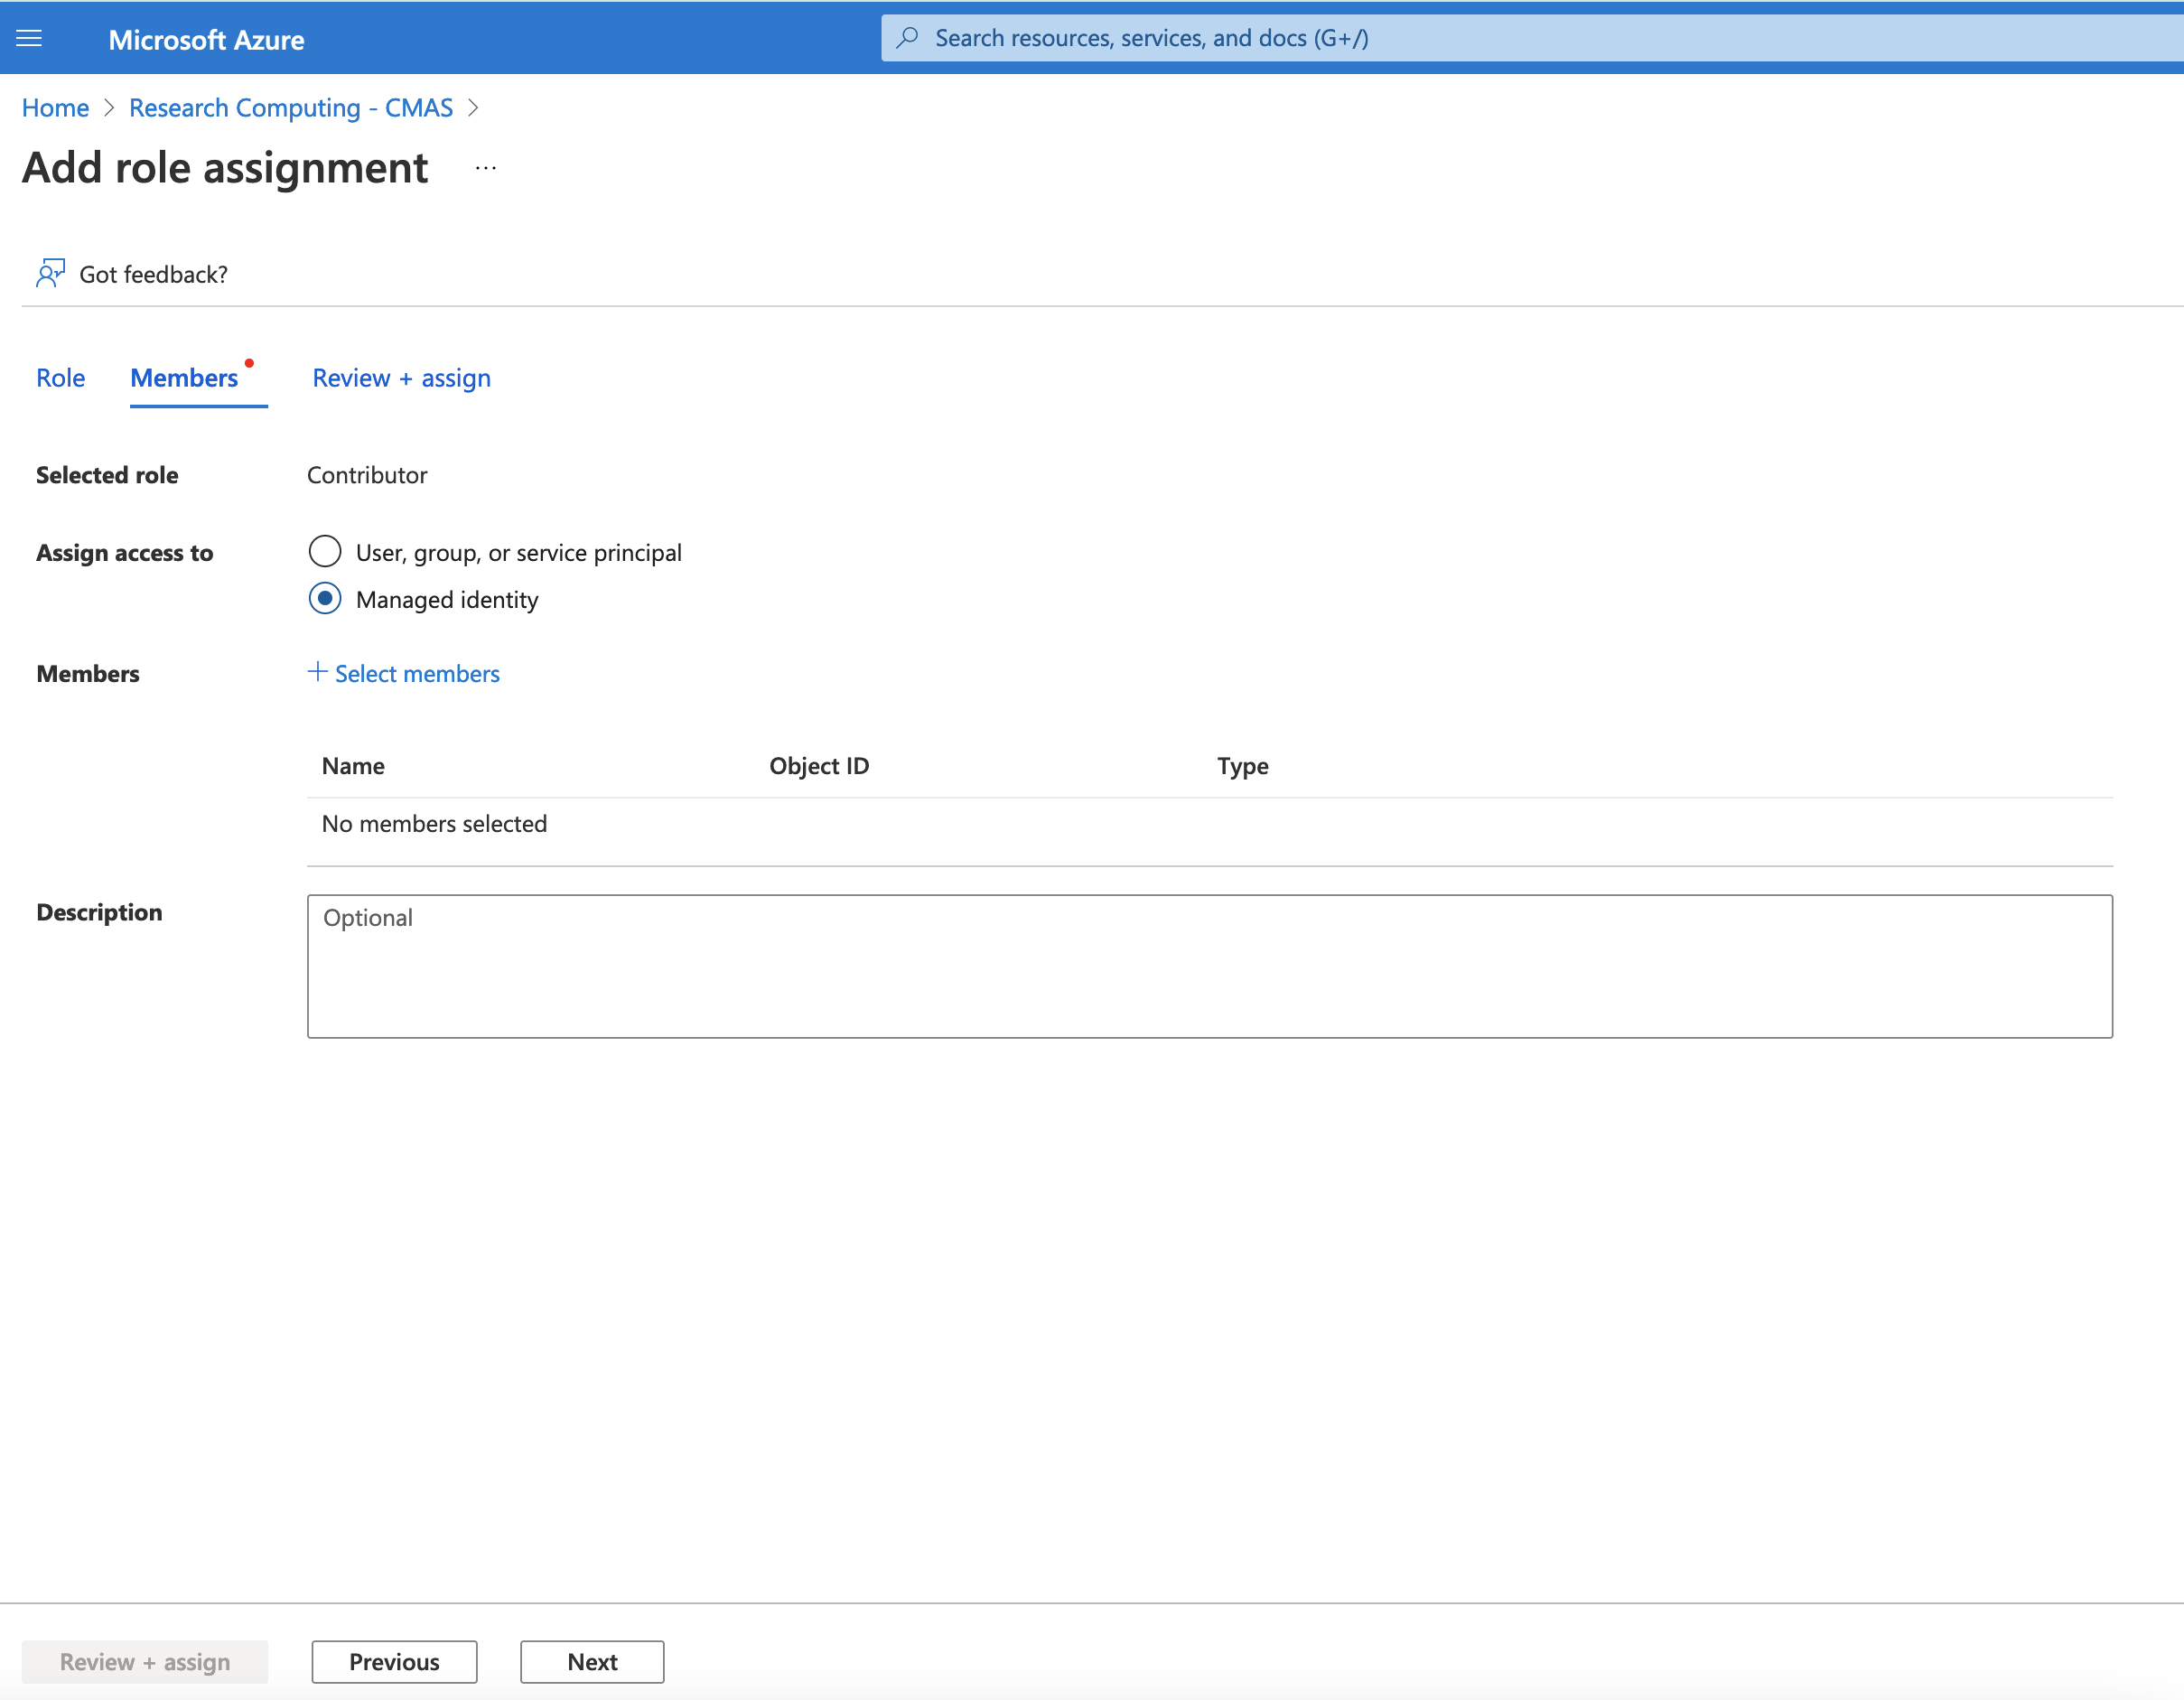 Microsoft Azure
Search resources, services, and docs (G+/)
Home > Research Computing - CMAS >
Add role assignment ...
Got feedback?
Role Members Review + assign
Selected role Contributor
Assign access to User, group, or service principal
Managed identity
Members + Select members
Name Object ID Type
No members selected
Description Optional
Review + assign Previous Next